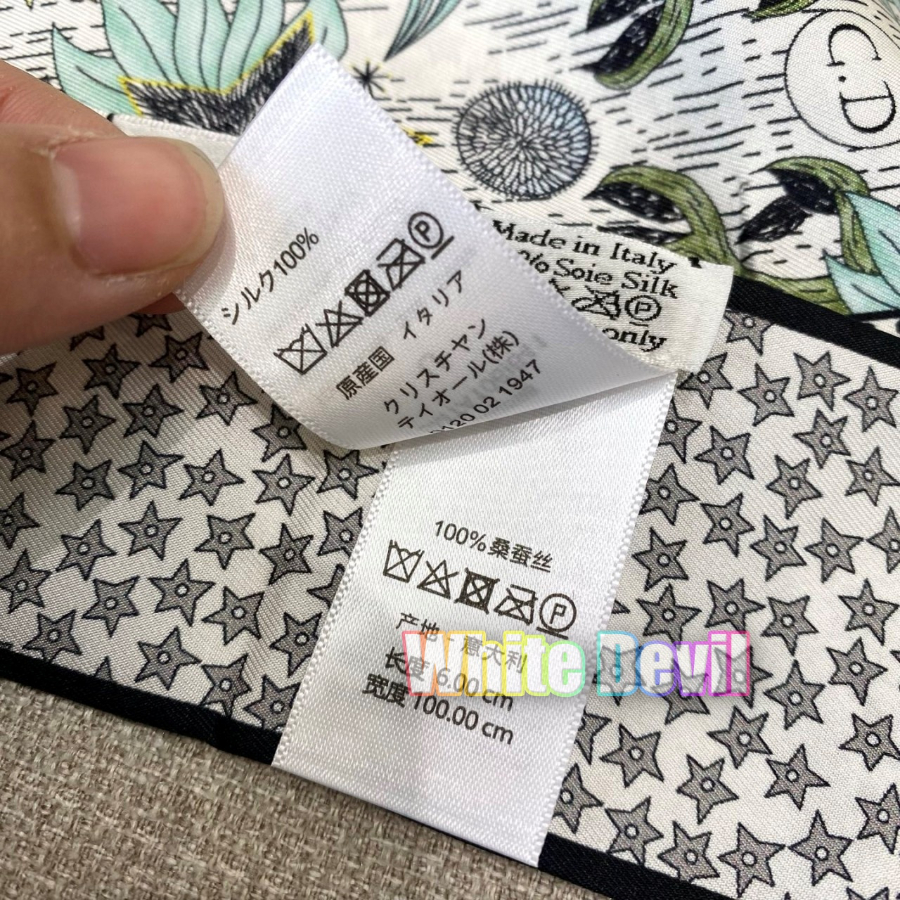 C.D
Made in Italy
% Soie Silk
only
シルク100%
原産国 イタリア
クリスチャン
ディオール(株)
0120 02 1947
100%桑蚕丝
产地 意大利
长度 6.00 cm
宽度 100.00 cm
White Devil